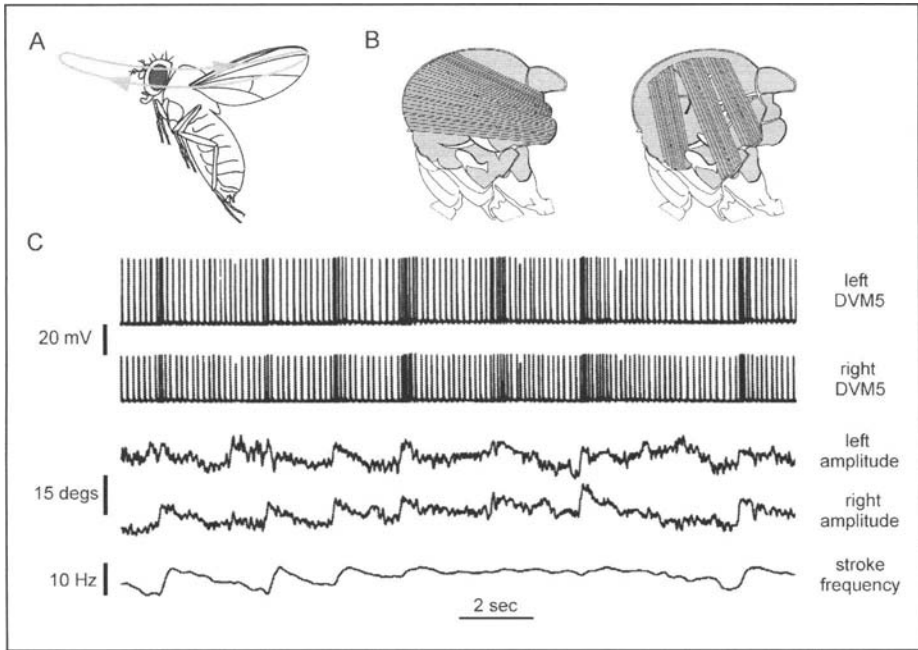 A
B
C
left
DVM5
20 mV
right
DVM5
left
amplitude
15 degs
right
amplitude
10 Hz
stroke
frequency
2 sec